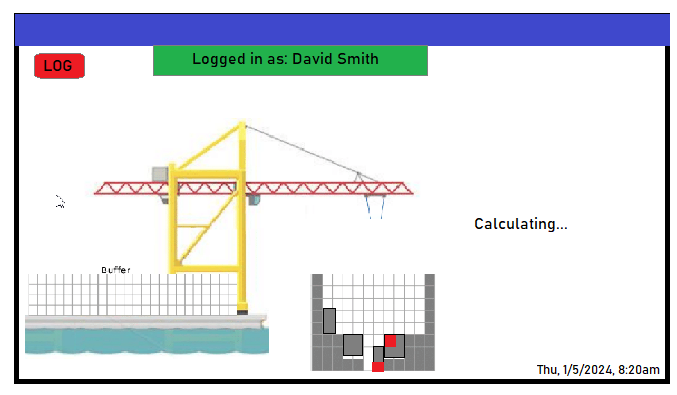 Logged in as: David Smith
LOG
Calculating...
Buffer
Thu, 1/5/2024, 8:20am